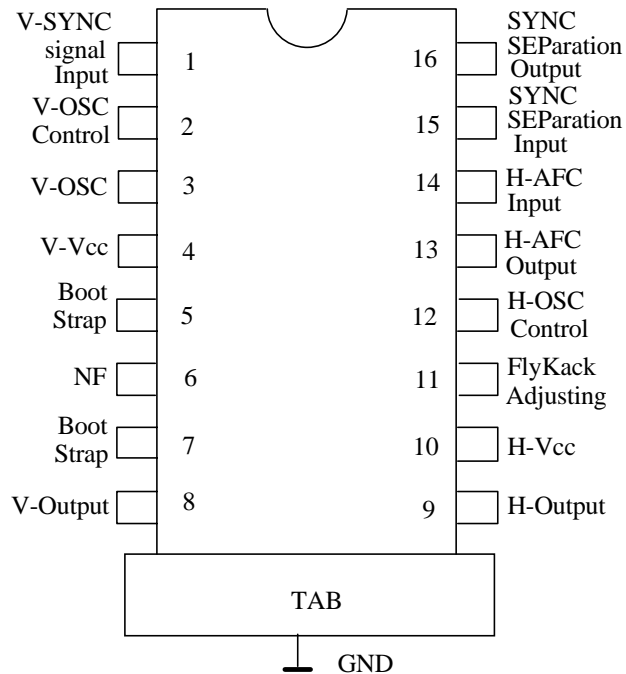 V-SYNC
signal
Input
1
V-OSC
Control
2
V-OSC
3
V-Vcc
4
Boot
Strap
5
NF
6
Boot
Strap
7
V-Output
8
SYNC
SEParation
Output
16
SYNC
SEParation
Input
15
H-AFC
Input
14
H-AFC
Output
13
H-OSC
Control
12
FlyKack
Adjusting
11
H-Vcc
10
H-Output
9
TAB
GND